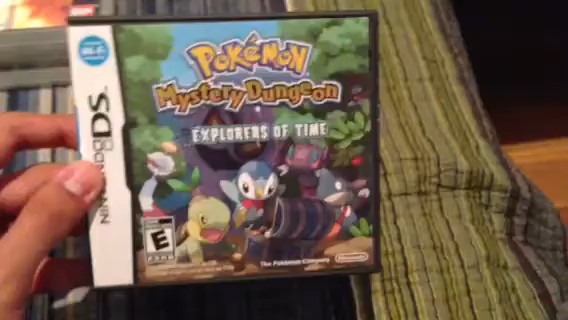 POKéMON
Mystery Dungeon
EXPLORERS OF TIME
NINTENDO DS
E
The Pokémon Company
Nintendo